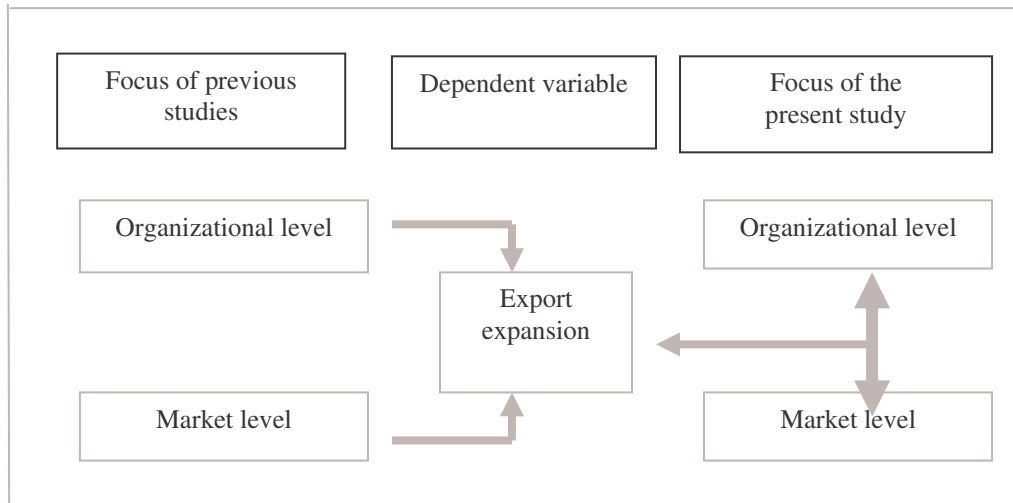 Focus of previous
studies
Dependent variable
Focus of the
present study
Organizational level
Organizational level
Export
expansion
Market level
Market level